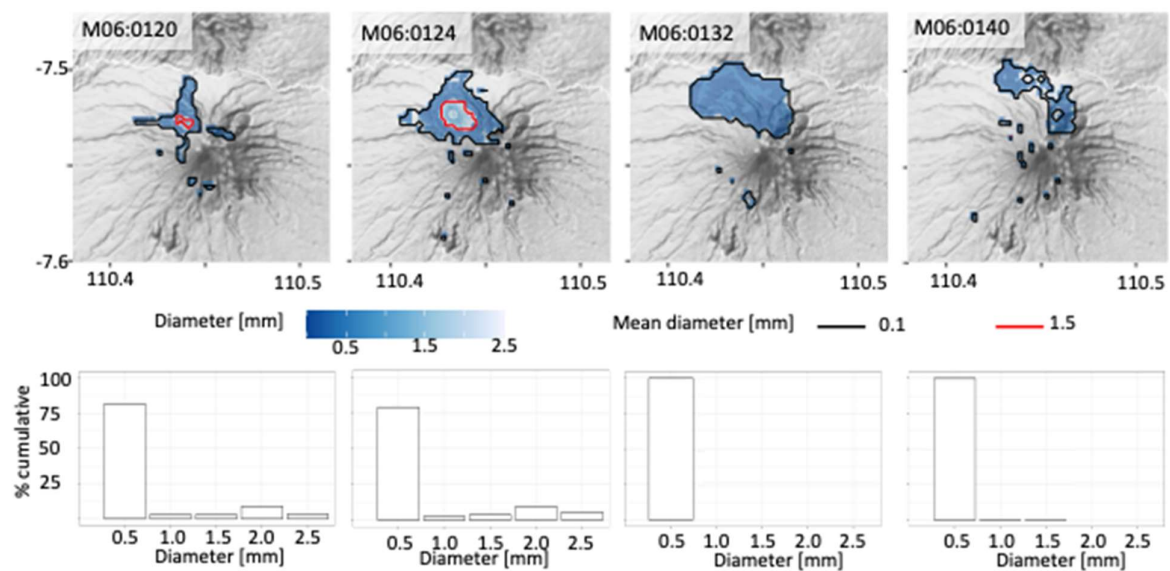 M06:0120 M06:0124 M06:0132 M06:0140
-7.5
-7.6
110.4 110.5 110.4 110.5 110.4 110.5 110.4 110.5
Diameter [mm] 0.5 1.5 2.5 Mean diameter [mm] 0.1 1.5
% cumulative
100
75
50
25
0.5 1.0 1.5 2.0 2.5 0.5 1.0 1.5 2.0 2.5 0.5 1.0 1.5 2.0 2.5 0.5 1.0 1.5 2.0 2.5
Diameter [mm] Diameter [mm] Diameter [mm] Diameter [mm]